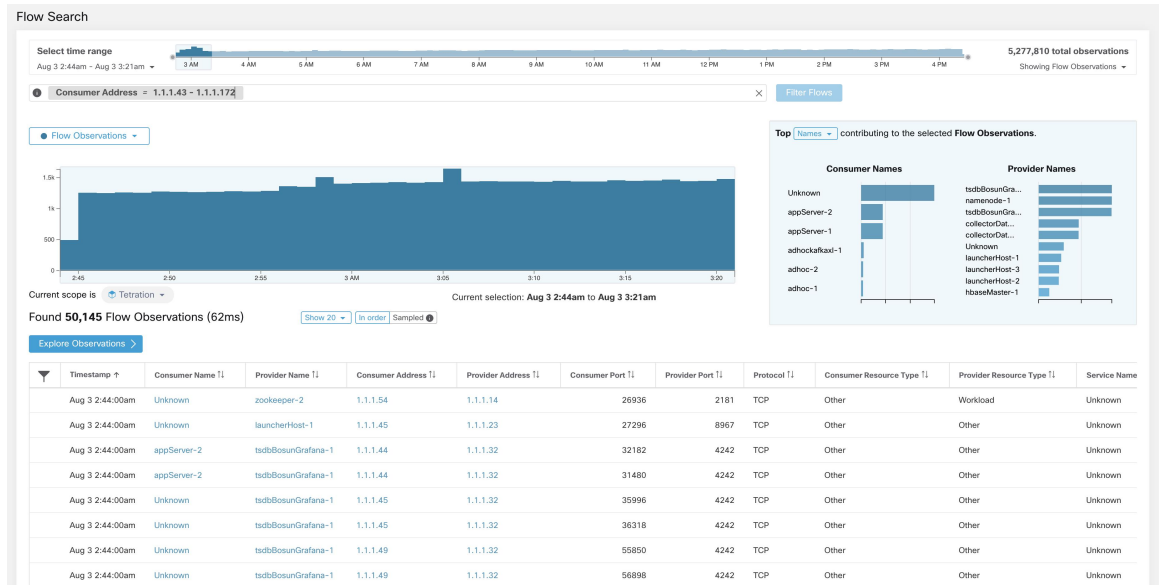 Flow Search
Select time range
Aug 3 2:44am - Aug 3 3:21am
3 AM 4 AM 5 AM 6 AM 7 AM 8 AM 9 AM 10 AM 11 AM 12 PM 1 PM 2 PM 3 PM 4 PM
5,277,810 total observations
Showing Flow Observations
Consumer Address = 1.1.1.43 - 1.1.1.172
Filter Flows
Flow Observations
1.5k
1k
500
0
2:45 2:50 2:55 3 AM 3:05 3:10 3:15 3:20
Top Names contributing to the selected Flow Observations.
Consumer Names
Unknown
appServer-2
appServer-1
adhockafkaxl-1
adhoc-2
adhoc-1
Provider Names
tsdbBosunGra...
namenode-1
tsdbBosunGra...
collectorDat...
collectorDat...
Unknown
launcherHost-1
launcherHost-3
launcherHost-2
hbaseMaster-1
Current scope is Tetration
Current selection: Aug 3 2:44am to Aug 3 3:21am
Found 50,145 Flow Observations (62ms)
Show 20 In order Sampled
Explore Observations
Timestamp Consumer Name Provider Name Consumer Address Provider Address Consumer Port Provider Port Protocol Consumer Resource Type Provider Resource Type Service Name
Aug 3 2:44:00am Unknown zookeeper-2 1.1.1.54 1.1.1.14 26936 2181 TCP Other Workload Unknown
Aug 3 2:44:00am Unknown launcherHost-1 1.1.1.45 1.1.1.23 27296 8967 TCP Other Other Unknown
Aug 3 2:44:00am appServer-2 tsdbBosunGrafana-1 1.1.1.44 1.1.1.32 32182 4242 TCP Other Other Unknown
Aug 3 2:44:00am appServer-2 tsdbBosunGrafana-1 1.1.1.44 1.1.1.32 31480 4242 TCP Other Other Unknown
Aug 3 2:44:00am Unknown tsdbBosunGrafana-1 1.1.1.45 1.1.1.32 35996 4242 TCP Other Other Unknown
Aug 3 2:44:00am Unknown tsdbBosunGrafana-1 1.1.1.45 1.1.1.32 36318 4242 TCP Other Other Unknown
Aug 3 2:44:00am Unknown tsdbBosunGrafana-1 1.1.1.49 1.1.1.32 55850 4242 TCP Other Other Unknown
Aug 3 2:44:00am Unknown tsdbBosunGrafana-1 1.1.1.49 1.1.1.32 56898 4242 TCP Other Other Unknown